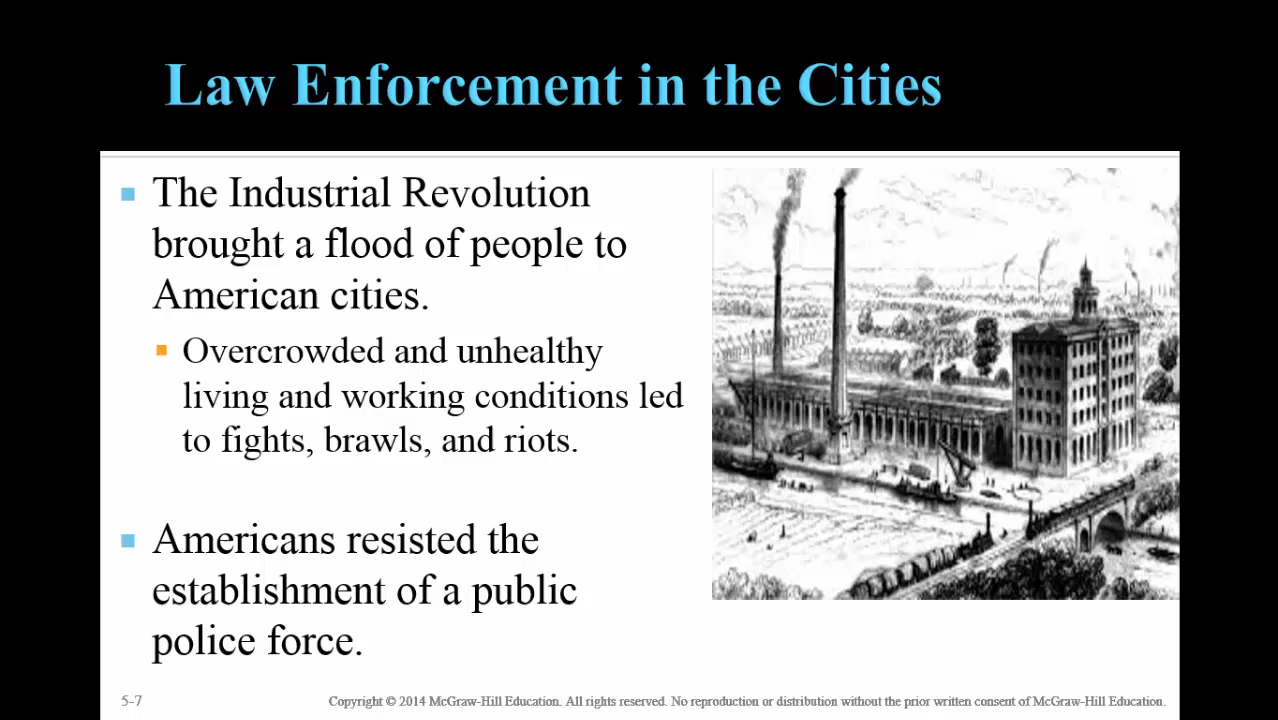 Law Enforcement in the Cities
The Industrial Revolution
brought a flood of people to
American cities.
Overcrowded and unhealthy
living and working conditions led
to fights, brawls, and riots.
Americans resisted the
establishment of a public
police force.
5-7
Copyright © 2014 McGraw-Hill Education. All rights reserved. No reproduction or distribution without the prior written consent of McGraw-Hill Education.